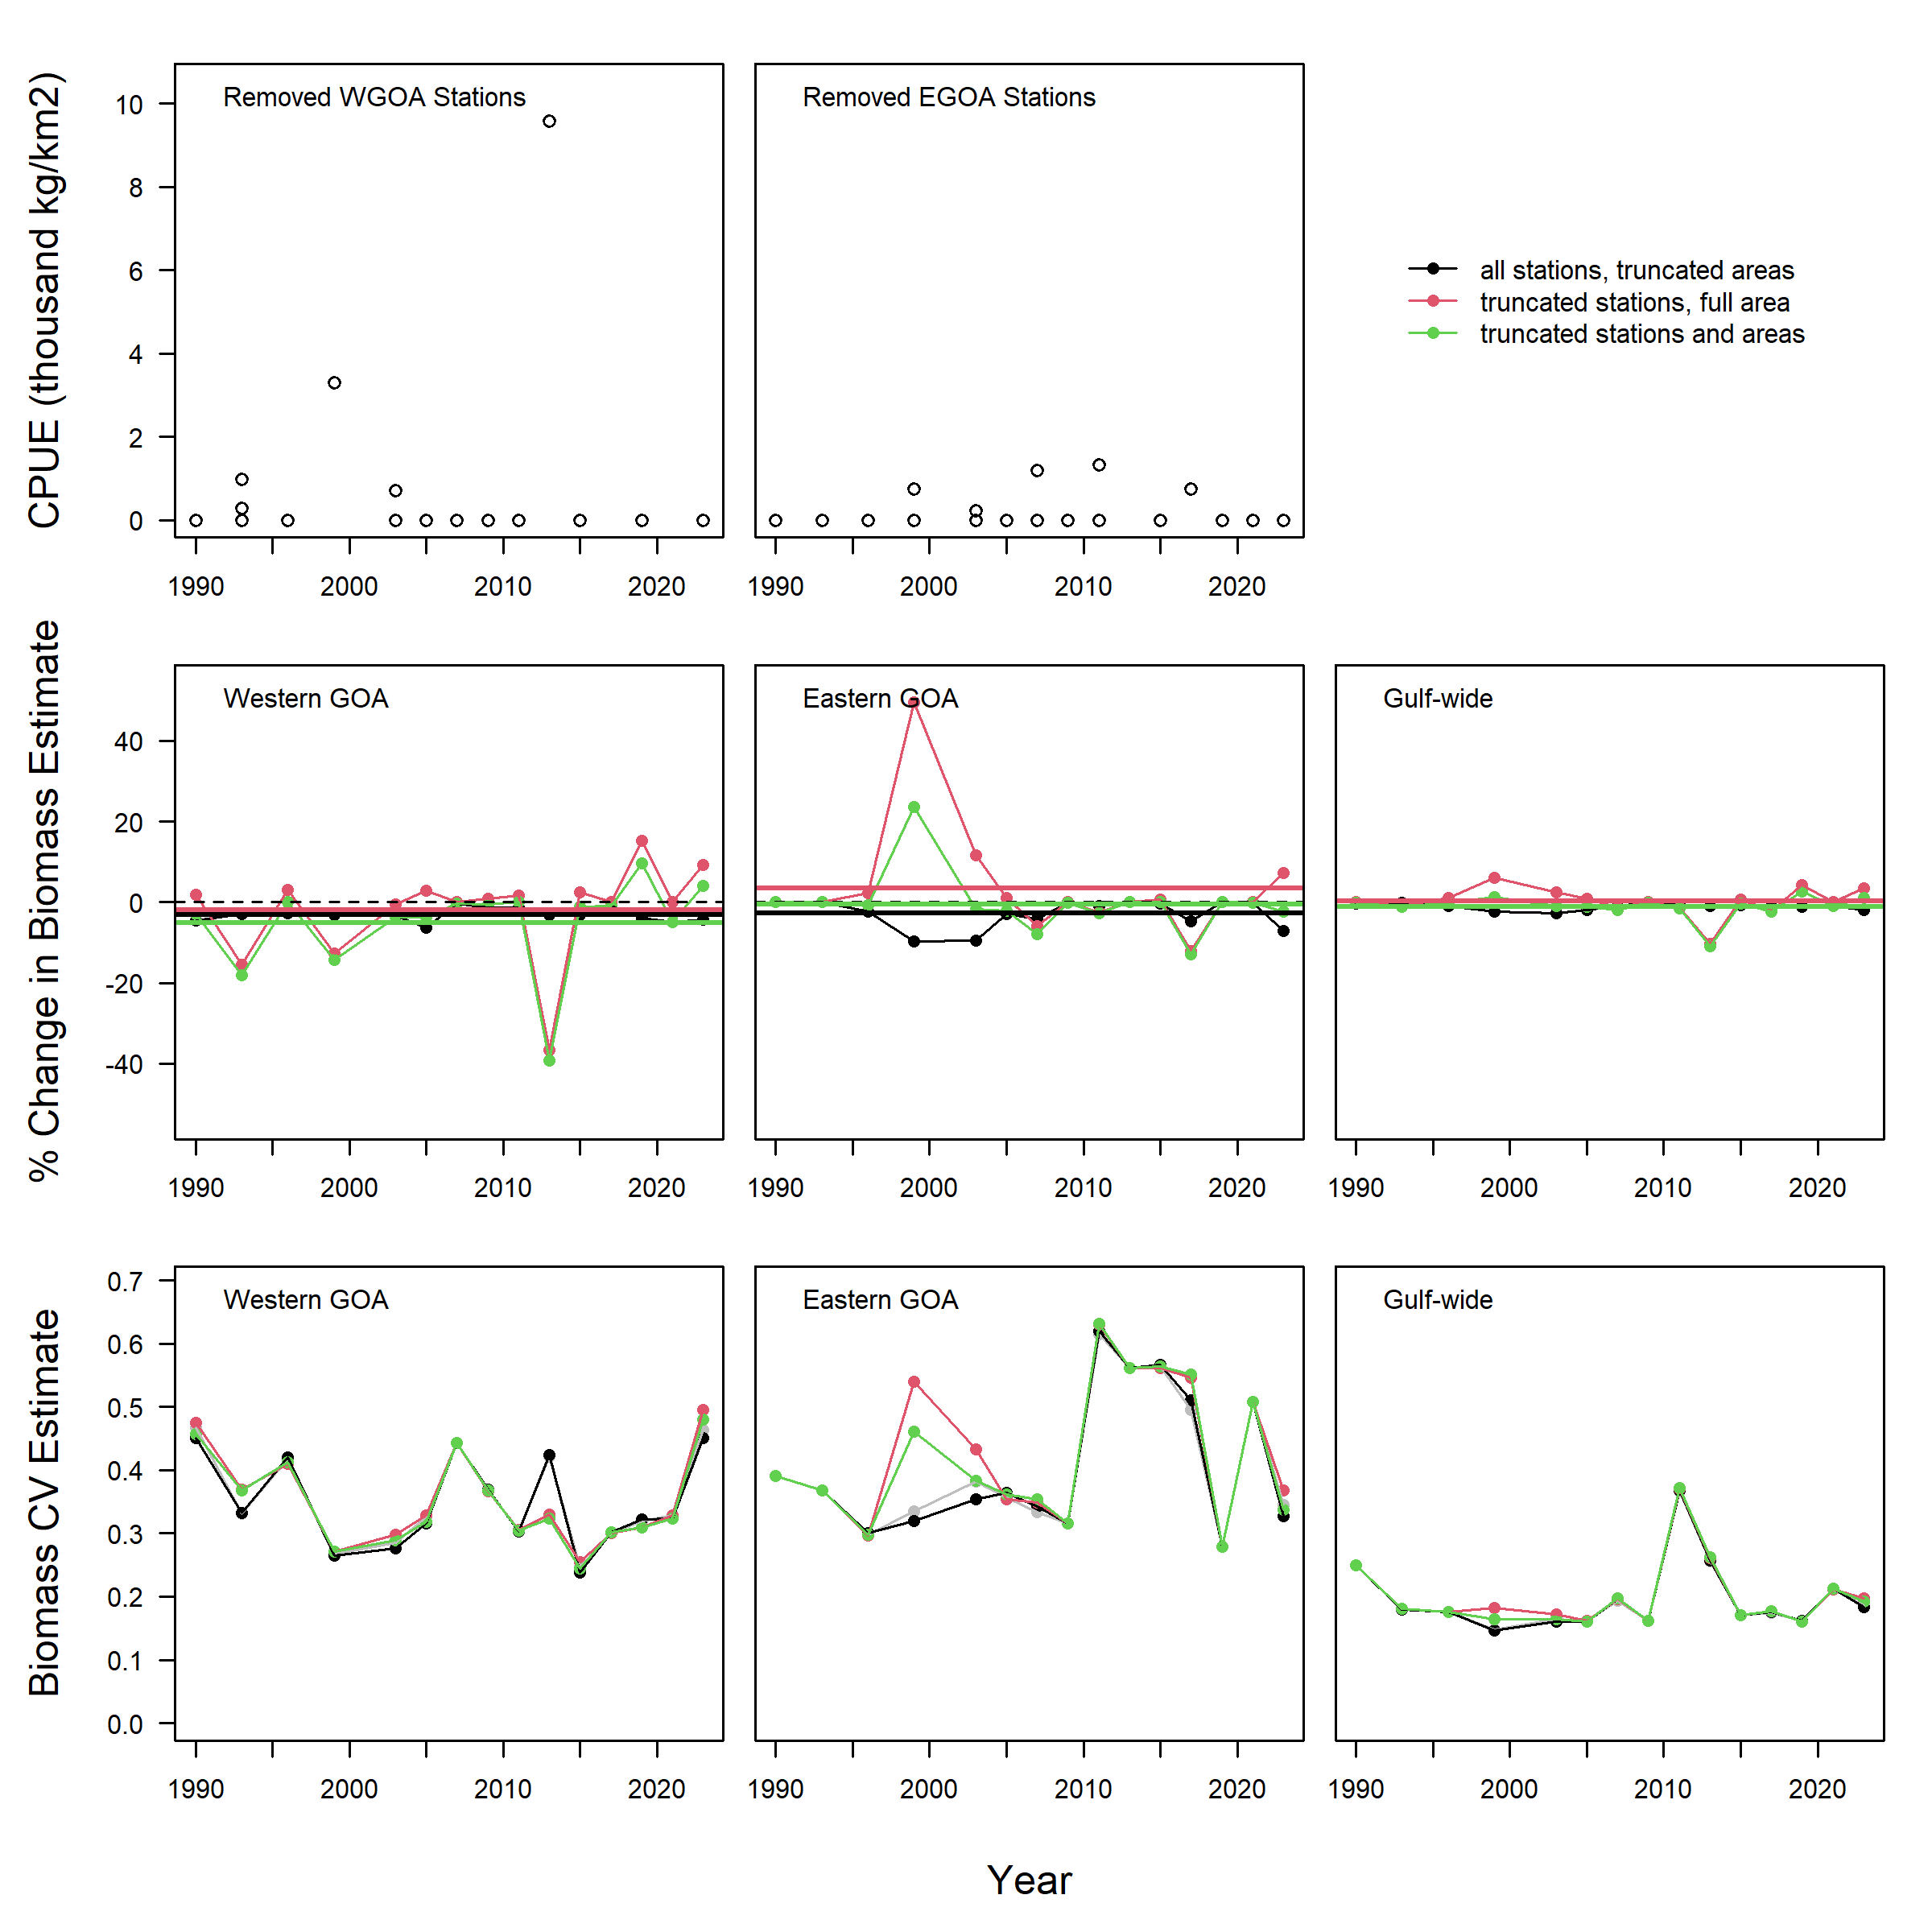 Removed WGOA Stations
Removed EGOA Stations
CPUE (thousand kg/km2)
10
8
6
4
2
0
1990 2000 2010 2020
1990 2000 2010 2020
all stations, truncated areas
truncated stations, full area
truncated stations and areas
% Change in Biomass Estimate
Western GOA
Eastern GOA
Gulf-wide
40
20
0
-20
-40
1990 2000 2010 2020
1990 2000 2010 2020
1990 2000 2010 2020
Biomass CV Estimate
Western GOA
Eastern GOA
Gulf-wide
0.7
0.6
0.5
0.4
0.3
0.2
0.1
0.0
1990 2000 2010 2020
1990 2000 2010 2020
1990 2000 2010 2020
Year